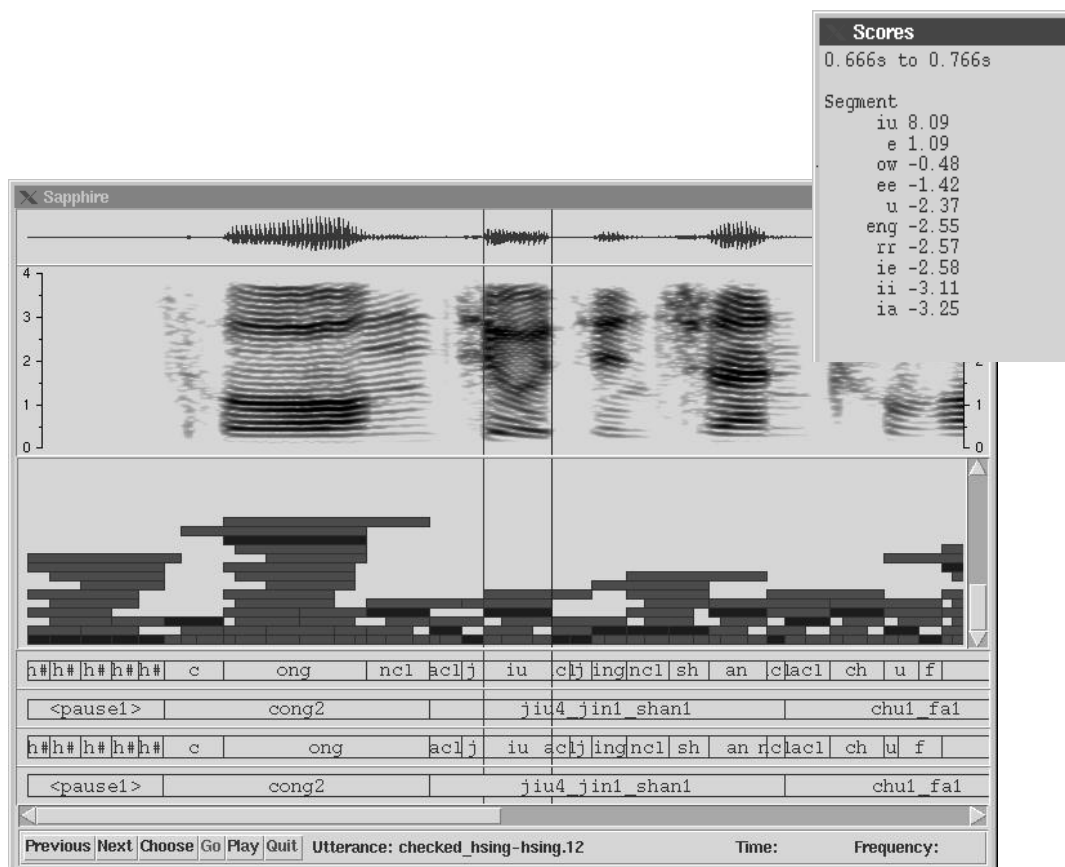 Scores
0.666s to 0.766s
Segment
iu 8.09
e 1.09
ow -0.48
ee -1.42
u -2.37
eng -2.55
rr -2.57
ie -2.58
ii -3.11
ia -3.25
Sapphire
4
3
2
1
0
2
1
0
h# h# h# h# h# c ong ncl acl j iu clj ing ncl sh an cl acl ch u f
<pause1> cong2 jiu4_jin1_shan1 chu1_fa1
h# h# h# h# h# c ong acl j iu aclj ing ncl sh an ncl acl ch u f
<pause1> cong2 jiu4_jin1_shan1 chu1_fa1
Previous Next Choose Go Play Quit Utterance: checked_hsing-hsing.12 Time: Frequency: